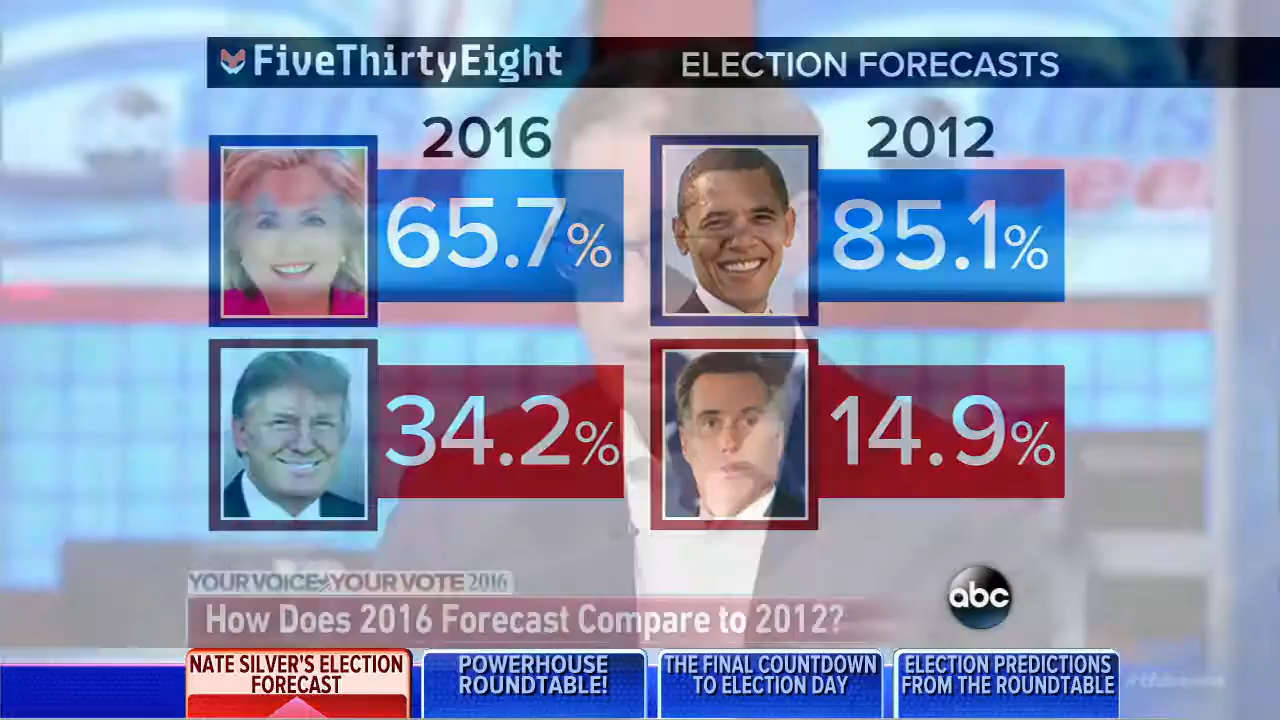 FiveThirtyEight
ELECTION FORECASTS
2016
2012
65.7%
85.1%
34.2%
14.9%
YOUR VOICE YOUR VOTE 2016
How Does 2016 Forecast Compare to 2012?
abc
NATE SILVER'S ELECTION
FORECAST
POWERHOUSE
ROUNDTABLE!
THE FINAL COUNTDOWN
TO ELECTION DAY
ELECTION PREDICTIONS
FROM THE ROUNDTABLE